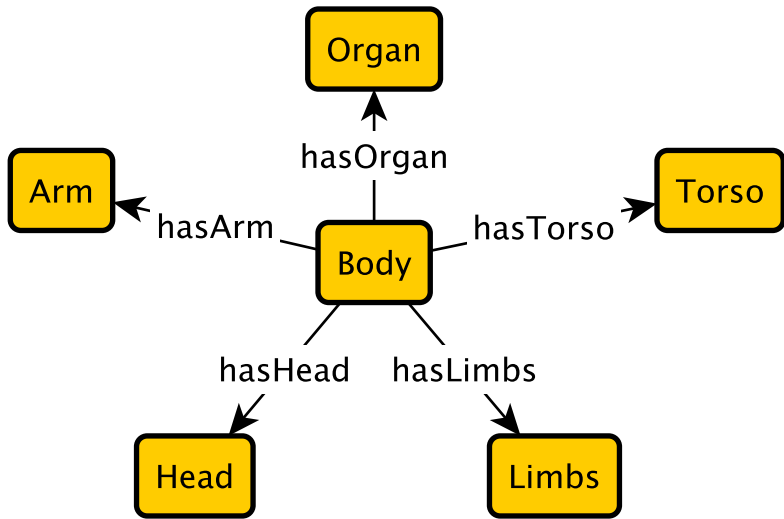 Organ
hasOrgan
Arm
Torso
hasArm
hasTorso
Body
hasHead
hasLimbs
Head
Limbs